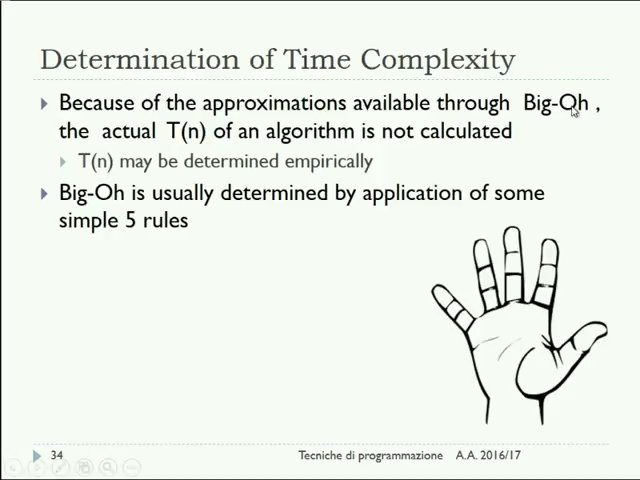 Determination of Time Complexity
Because of the approximations available through Big-Oh ,
the actual T(n) of an algorithm is not calculated
T(n) may be determined empirically
Big-Oh is usually determined by application of some
simple 5 rules
34
Tecniche di programmazione A.A. 2016/17